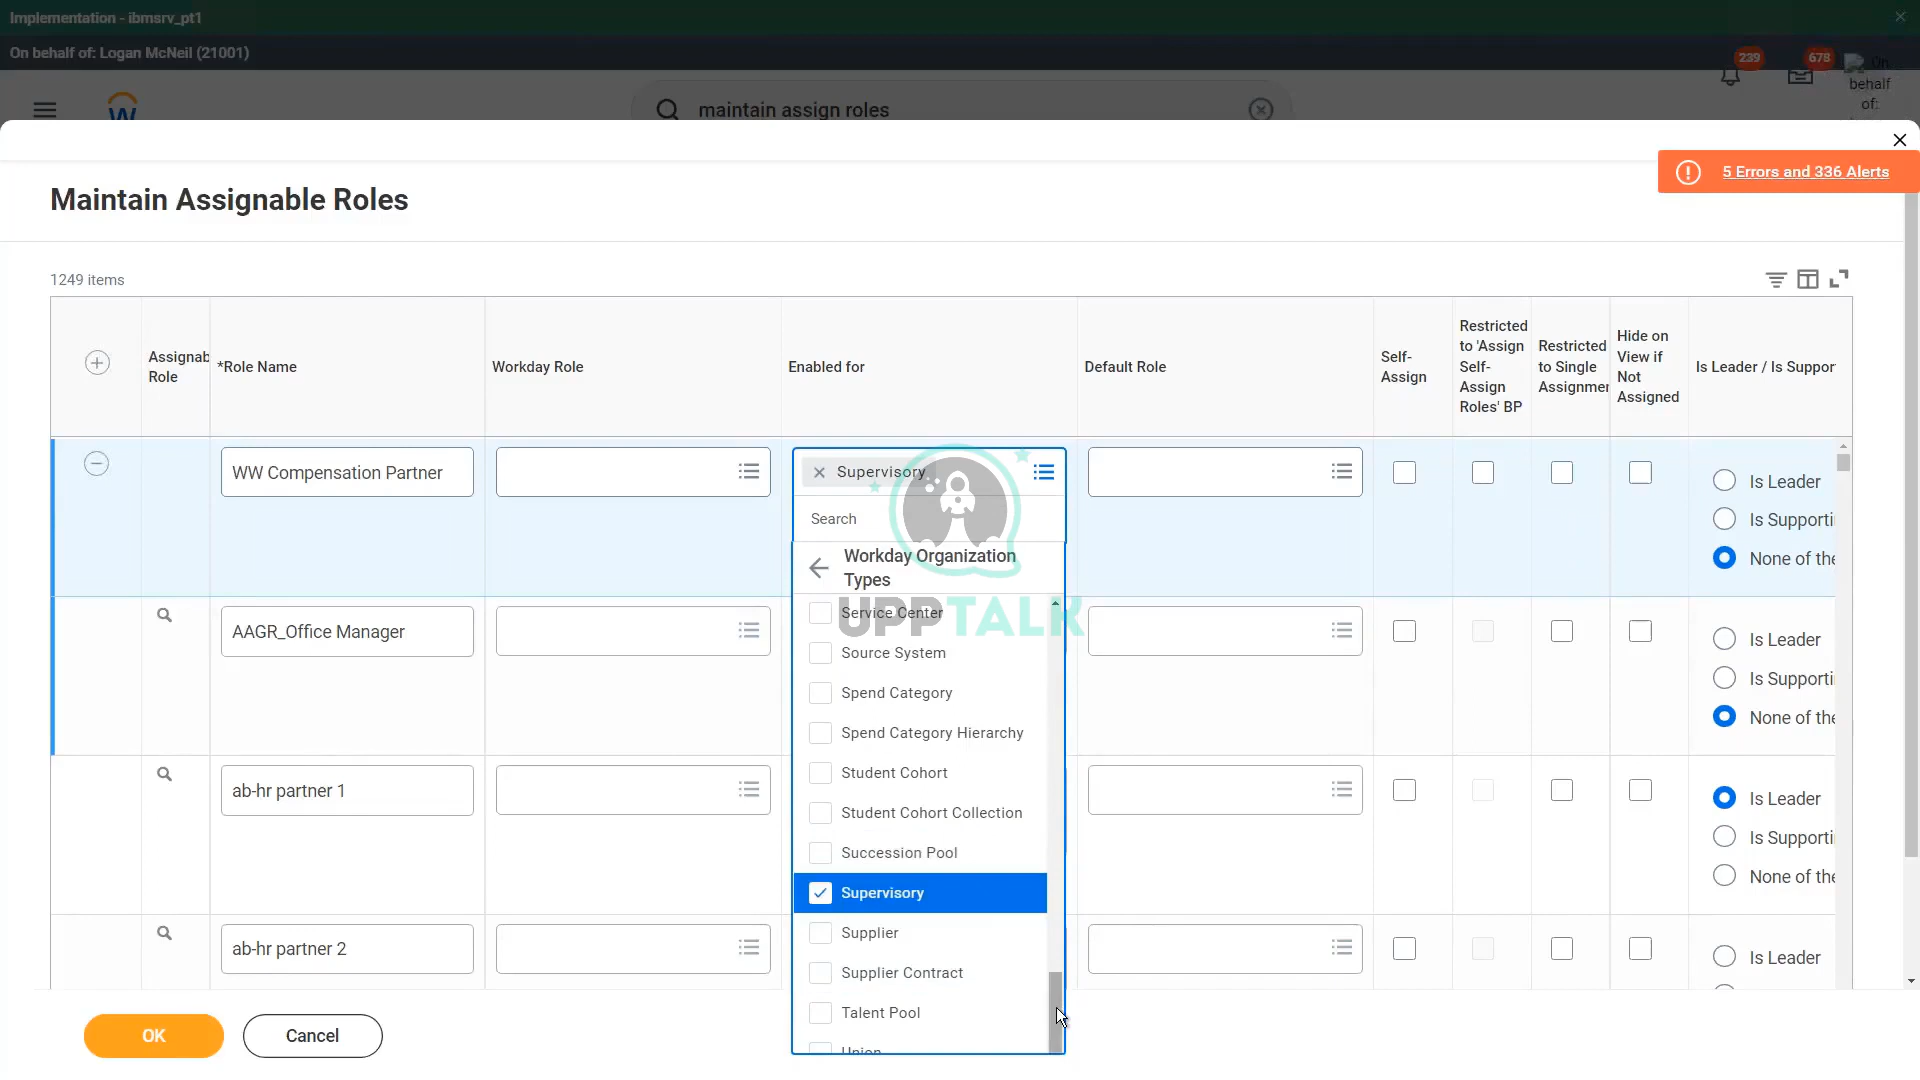 Implementation - ibmsrv_pt1
On behalf of: Logan McNeil (21001)
239
678
On behalf of:
maintain assign roles
5 Errors and 336 Alerts
Maintain Assignable Roles
1249 items
Assignab Role
*Role Name
Workday Role
Enabled for
Default Role
Self-Assign
Restricted to 'Assign Self-Assign Roles' BP
Restricted to Single Assignmen
Hide on View if Not Assigned
Is Leader / Is Suppor
WW Compensation Partner
Supervisory
Search
Workday Organization Types
Is Leader
Is Supporti
None of the
UPPTALK
AAGR_Office Manager
Service Center
Source System
Spend Category
Spend Category Hierarchy
Is Leader
Is Supporti
None of the
ab-hr partner 1
Student Cohort
Student Cohort Collection
Succession Pool
Supervisory
Is Leader
Is Supporti
None of the
ab-hr partner 2
Supplier
Supplier Contract
Talent Pool
Union
Is Leader
OK
Cancel